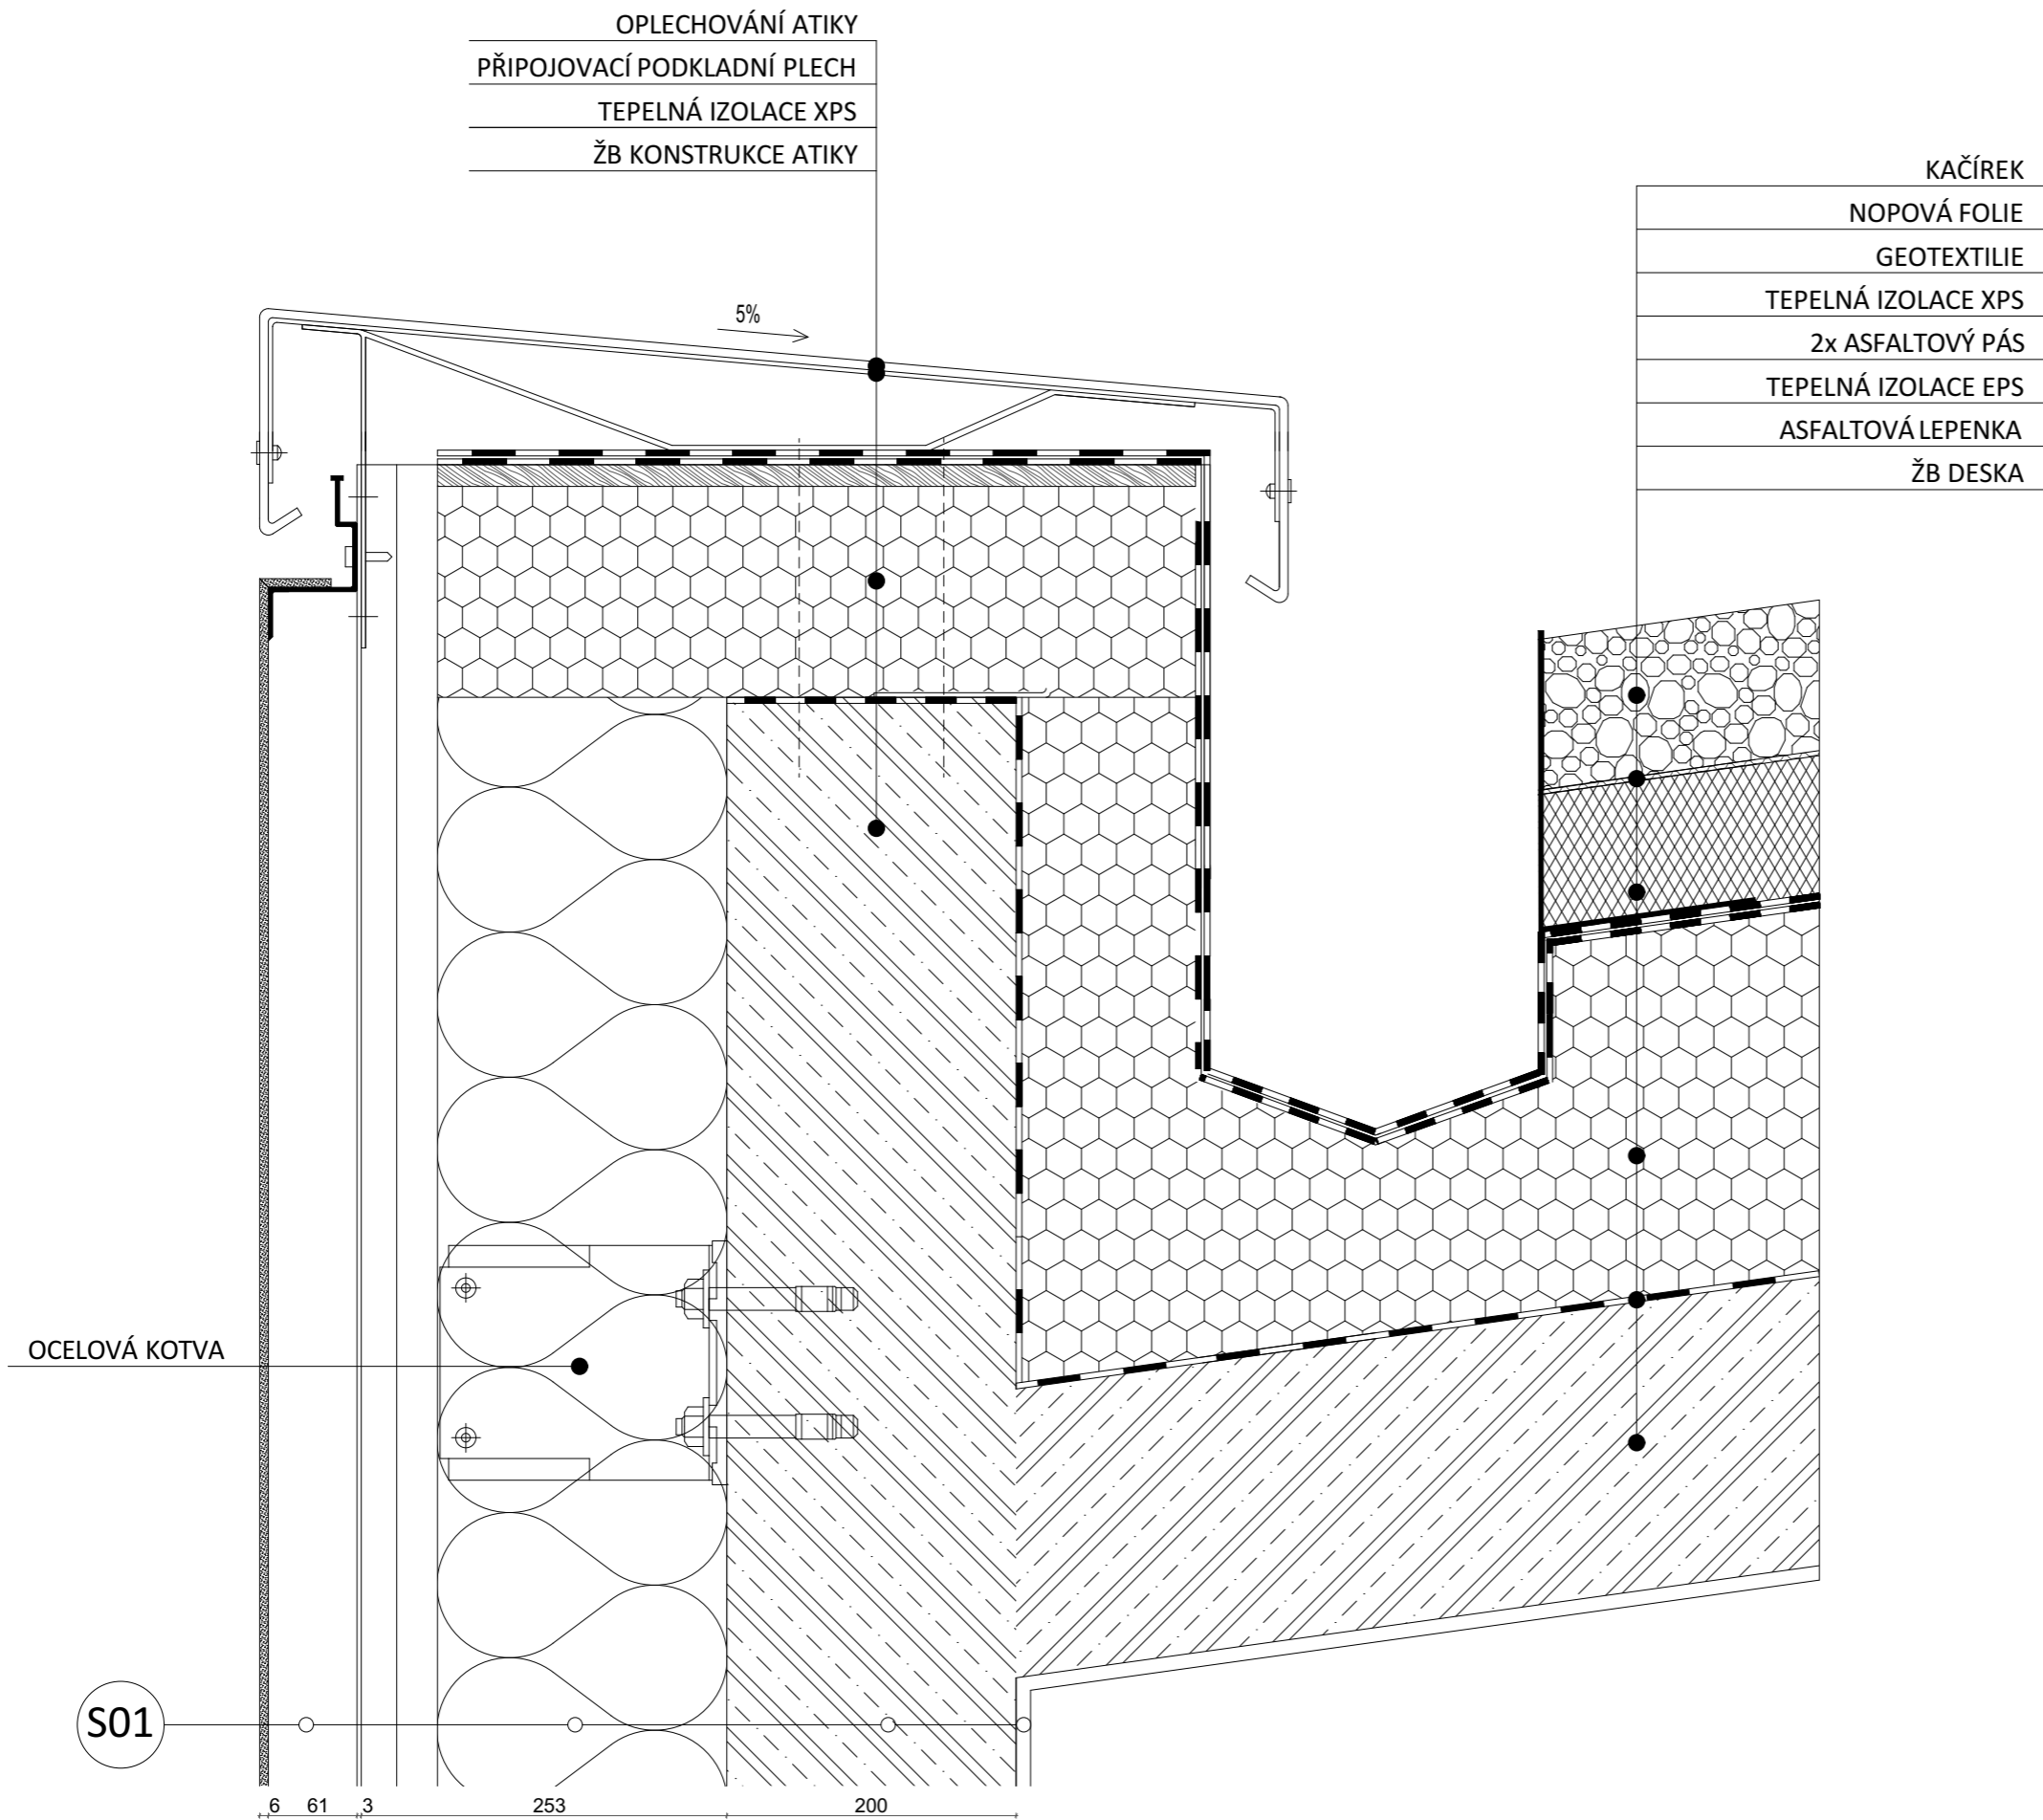 OPLECHOVÁNÍ ATIKY
PŘIPOJOVACÍ PODKLADNÍ PLECH
TEPELNÁ IZOLACE XPS
ŽB KONSTRUKCE ATIKY
KAČÍREK
NOPOVÁ FOLIE
GEOTEXTILIE
TEPELNÁ IZOLACE XPS
2x ASFALTOVÝ PÁS
TEPELNÁ IZOLACE EPS
ASFALTOVÁ LEPENKA
ŽB DESKA
5%
OCELOVÁ KOTVA
S01
6 61 3 253 200